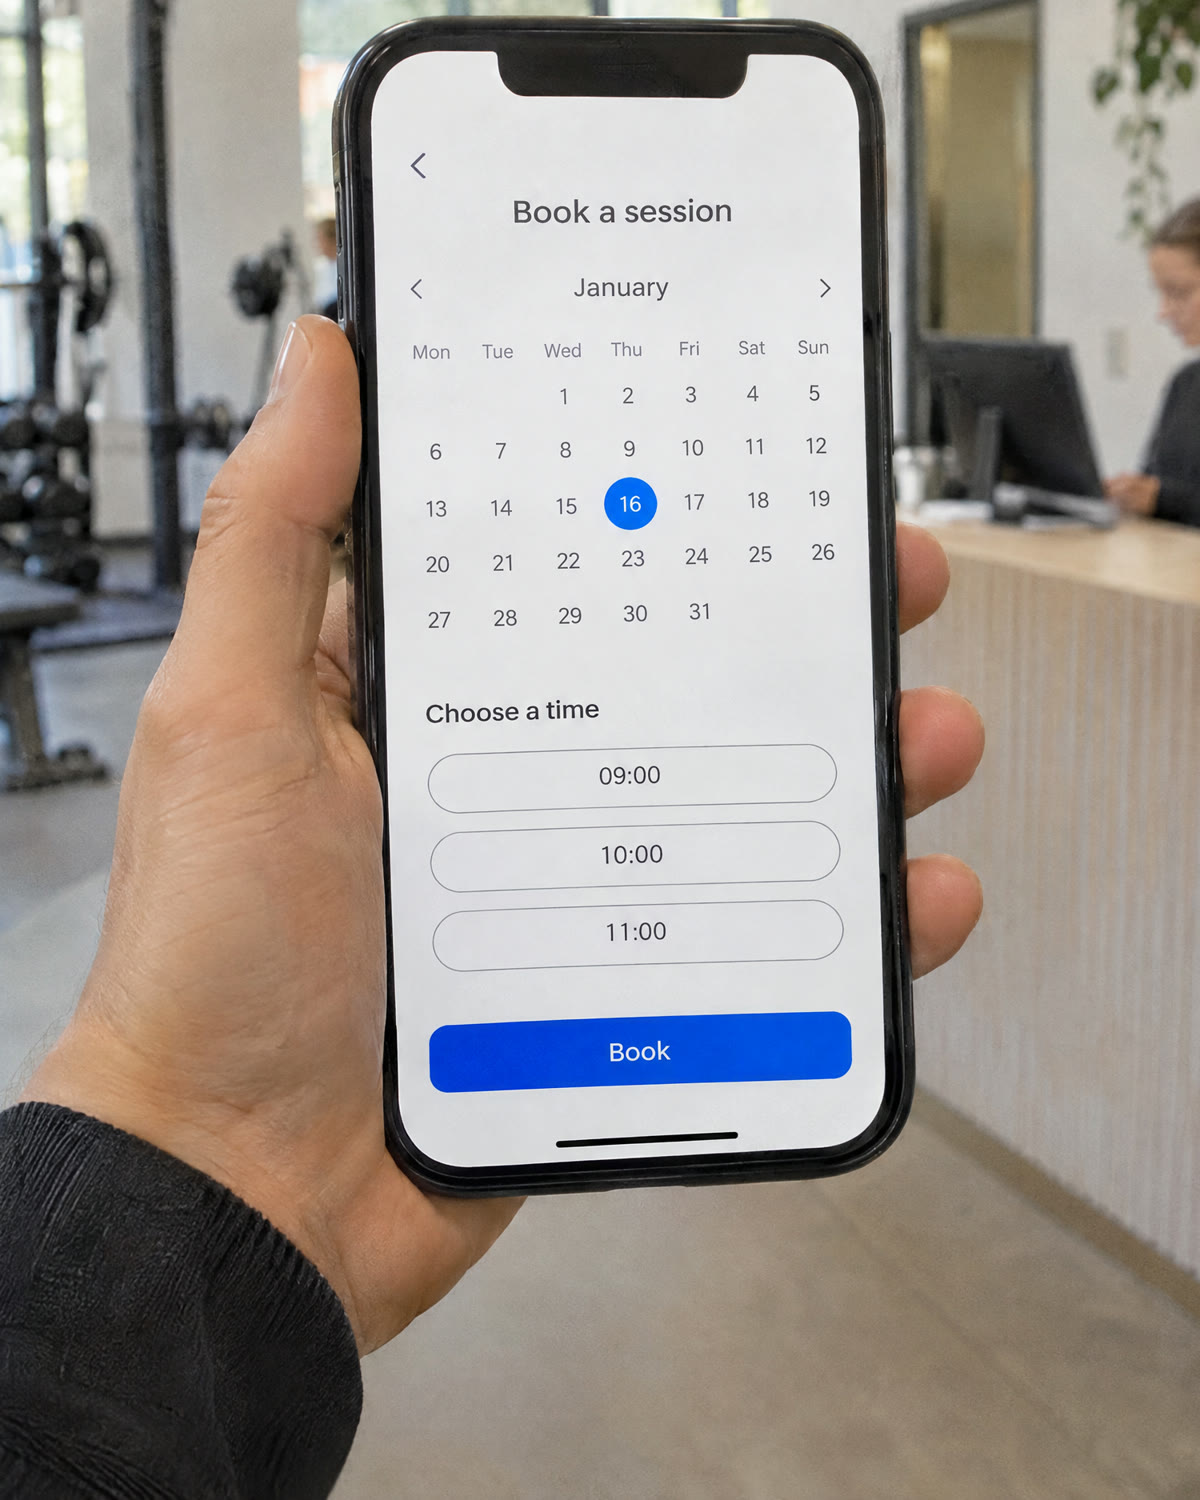 Book a session
January
Mon Tue Wed Thu Fri Sat Sun
1 2 3 4 5
6 7 8 9 10 11 12
13 14 15 16 17 18 19
20 21 22 23 24 25 26
27 28 29 30 31
Choose a time
09:00
10:00
11:00
Book